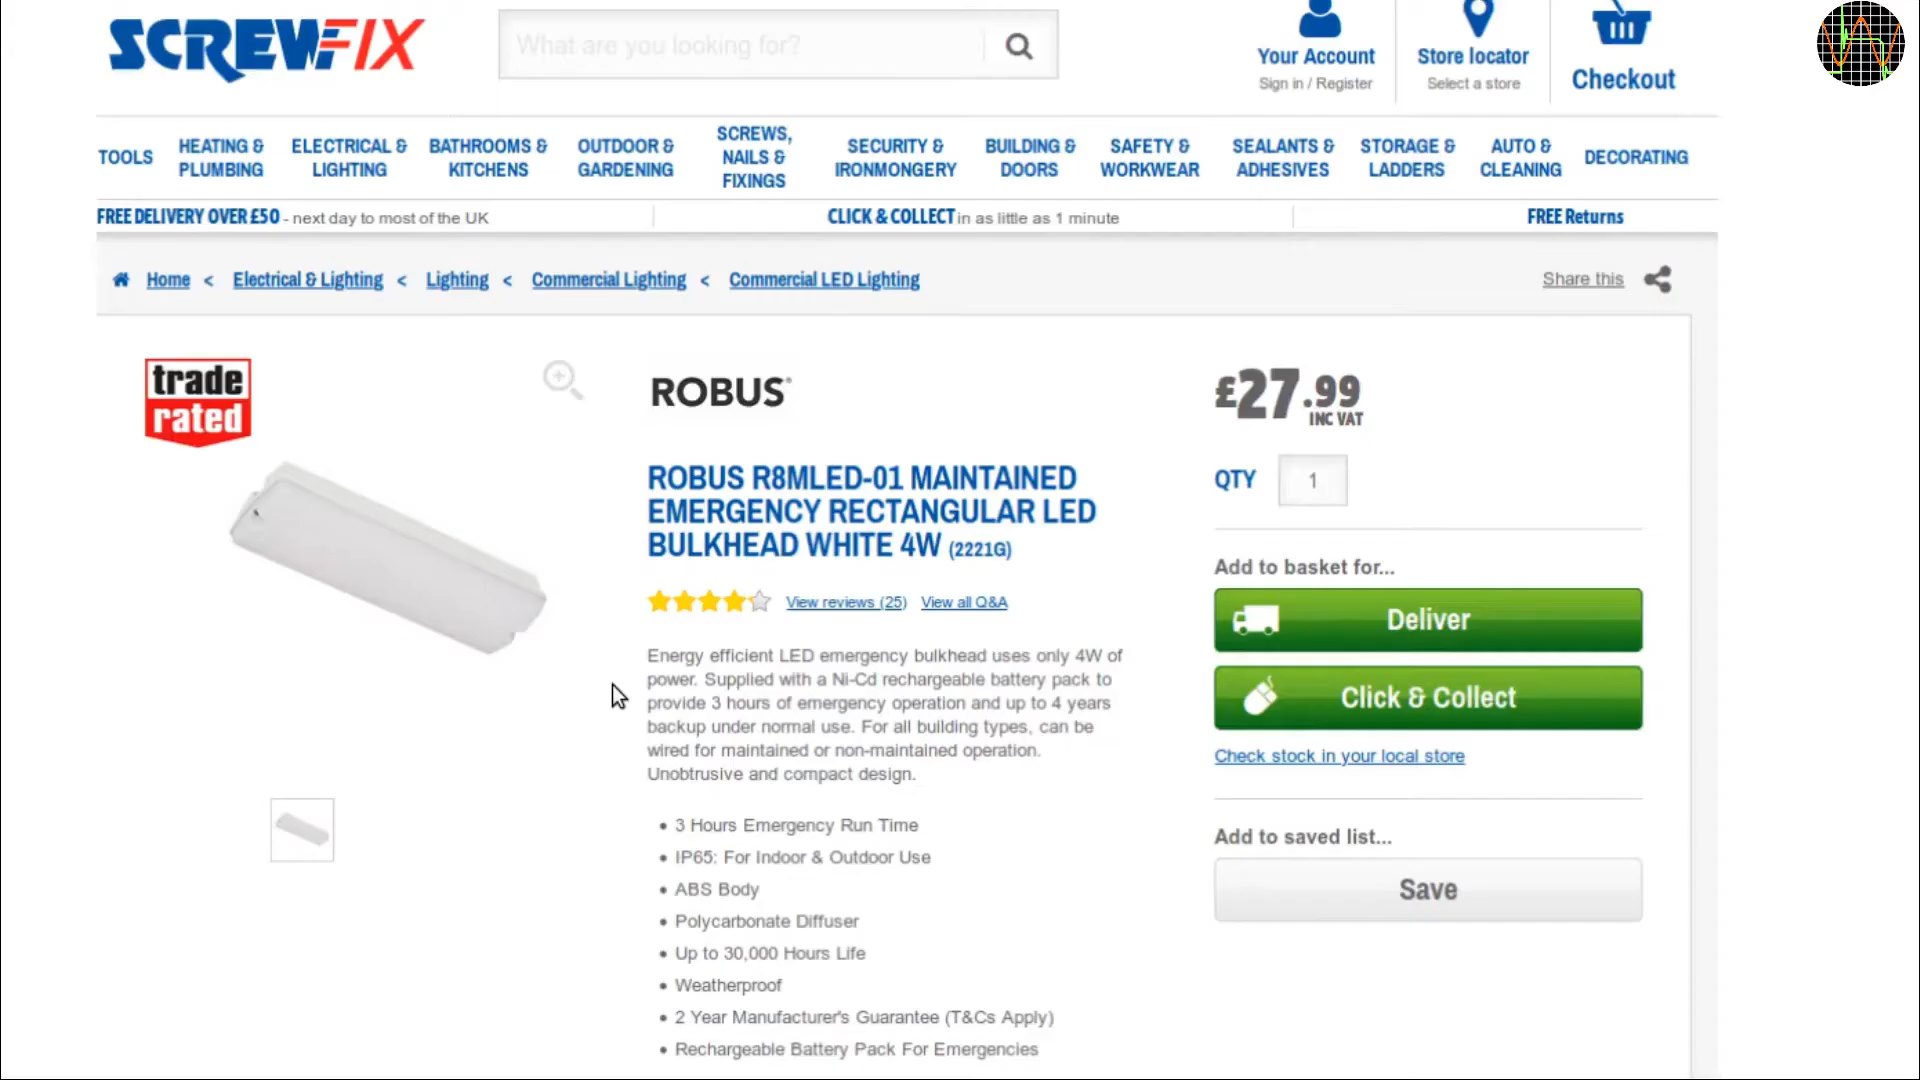 SCREWFIX
What are you looking for?
Your Account
Sign in / Register
Store locator
Select a store
Checkout
TOOLS
HEATING &
PLUMBING
ELECTRICAL &
LIGHTING
BATHROOMS &
KITCHENS
OUTDOOR &
GARDENING
SCREWS,
NAILS &
FIXINGS
SECURITY &
IRONMONGERY
BUILDING &
DOORS
SAFETY &
WORKWEAR
SEALANTS &
ADHESIVES
STORAGE &
LADDERS
AUTO &
CLEANING
DECORATING
FREE DELIVERY OVER £50 - next day to most of the UK
CLICK & COLLECT in as little as 1 minute
FREE Returns
Home < Electrical & Lighting < Lighting < Commercial Lighting < Commercial LED Lighting
Share this
trade
rated
ROBUS®
ROBUS R8MLED-01 MAINTAINED
EMERGENCY RECTANGULAR LED
BULKHEAD WHITE 4W (2221G)
View reviews (25) View all Q&A
Energy efficient LED emergency bulkhead uses only 4W of
power. Supplied with a Ni-Cd rechargeable battery pack to
provide 3 hours of emergency operation and up to 4 years
backup under normal use. For all building types, can be
wired for maintained or non-maintained operation.
Unobtrusive and compact design.
• 3 Hours Emergency Run Time
• IP65: For Indoor & Outdoor Use
• ABS Body
• Polycarbonate Diffuser
• Up to 30,000 Hours Life
• Weatherproof
• 2 Year Manufacturer's Guarantee (T&Cs Apply)
• Rechargeable Battery Pack For Emergencies
£27.99
INC VAT
QTY 1
Add to basket for...
Deliver
Click & Collect
Check stock in your local store
Add to saved list...
Save